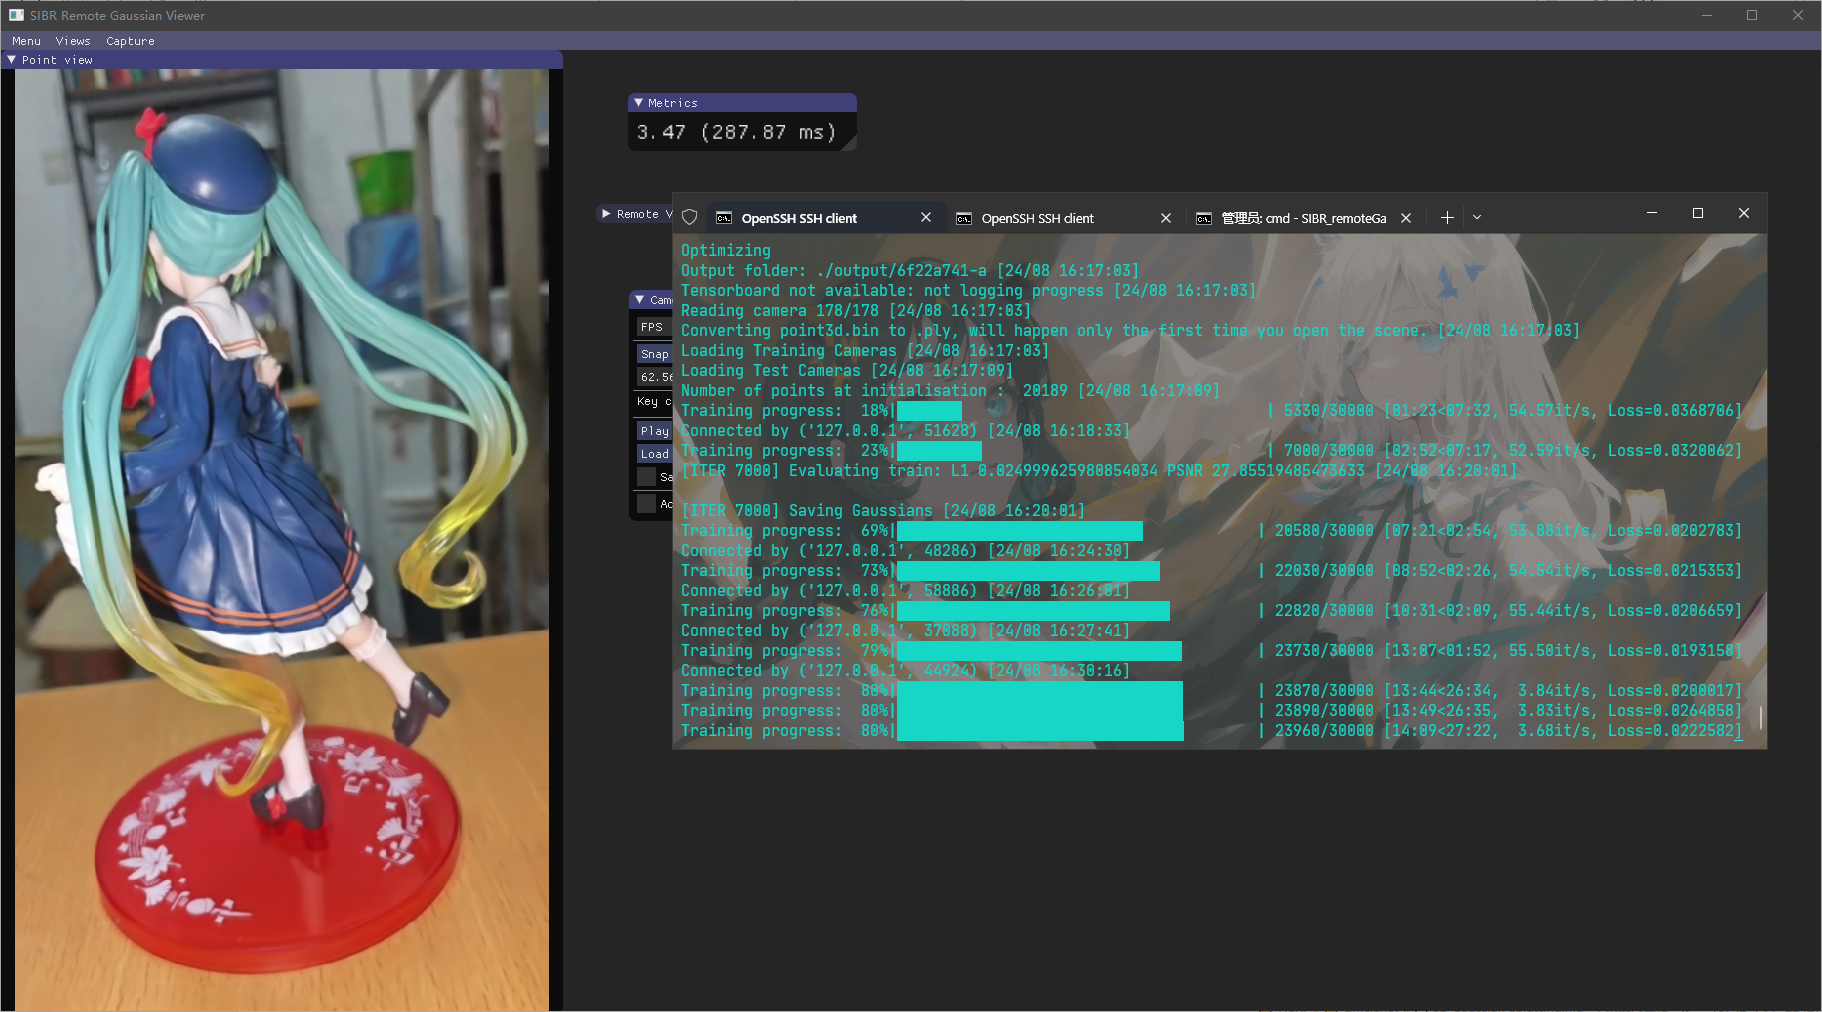 SIBR Remote Gaussian Viewer
Menu Views Capture
Point view
Metrics
3.47 (287.87 ms)
Remote V
Came
FPS
Snap
62.56
Key c
Play
Load
Sa
Ac
OpenSSH SSH client
OpenSSH SSH client
管理员: cmd - SIBR_remoteGa
Optimizing
Output folder: ./output/6f22a741-a [24/08 16:17:03]
Tensorboard not available: not logging progress [24/08 16:17:03]
Reading camera 178/178 [24/08 16:17:03]
Converting point3d.bin to .ply, will happen only the first time you open the scene. [24/08 16:17:03]
Loading Training Cameras [24/08 16:17:03]
Loading Test Cameras [24/08 16:17:09]
Number of points at initialisation :  20189 [24/08 16:17:09]
Training progress:  18%| | 5330/30000 [01:23<07:32, 54.57it/s, Loss=0.0368706]
Connected by ('127.0.0.1', 51628) [24/08 16:18:33]
Training progress:  23%| | 7000/30000 [02:52<07:17, 52.59it/s, Loss=0.0320062]
[ITER 7000] Evaluating train: L1 0.024999625980854034 PSNR 27.85519485473633 [24/08 16:20:01]
[ITER 7000] Saving Gaussians [24/08 16:20:01]
Training progress:  69%| | 20580/30000 [07:21<02:54, 53.88it/s, Loss=0.0202783]
Connected by ('127.0.0.1', 48286) [24/08 16:24:30]
Training progress:  73%| | 22030/30000 [08:52<02:26, 54.54it/s, Loss=0.0215353]
Connected by ('127.0.0.1', 58886) [24/08 16:26:01]
Training progress:  76%| | 22820/30000 [10:31<02:09, 55.44it/s, Loss=0.0206659]
Connected by ('127.0.0.1', 37088) [24/08 16:27:41]
Training progress:  79%| | 23730/30000 [13:07<01:52, 55.50it/s, Loss=0.0193158]
Connected by ('127.0.0.1', 44924) [24/08 16:30:16]
Training progress:  80%| | 23870/30000 [13:44<26:34,  3.84it/s, Loss=0.0200017]
Training progress:  80%| | 23890/30000 [13:49<26:35,  3.83it/s, Loss=0.0264858]
Training progress:  80%| | 23960/30000 [14:09<27:22,  3.68it/s, Loss=0.0222582]